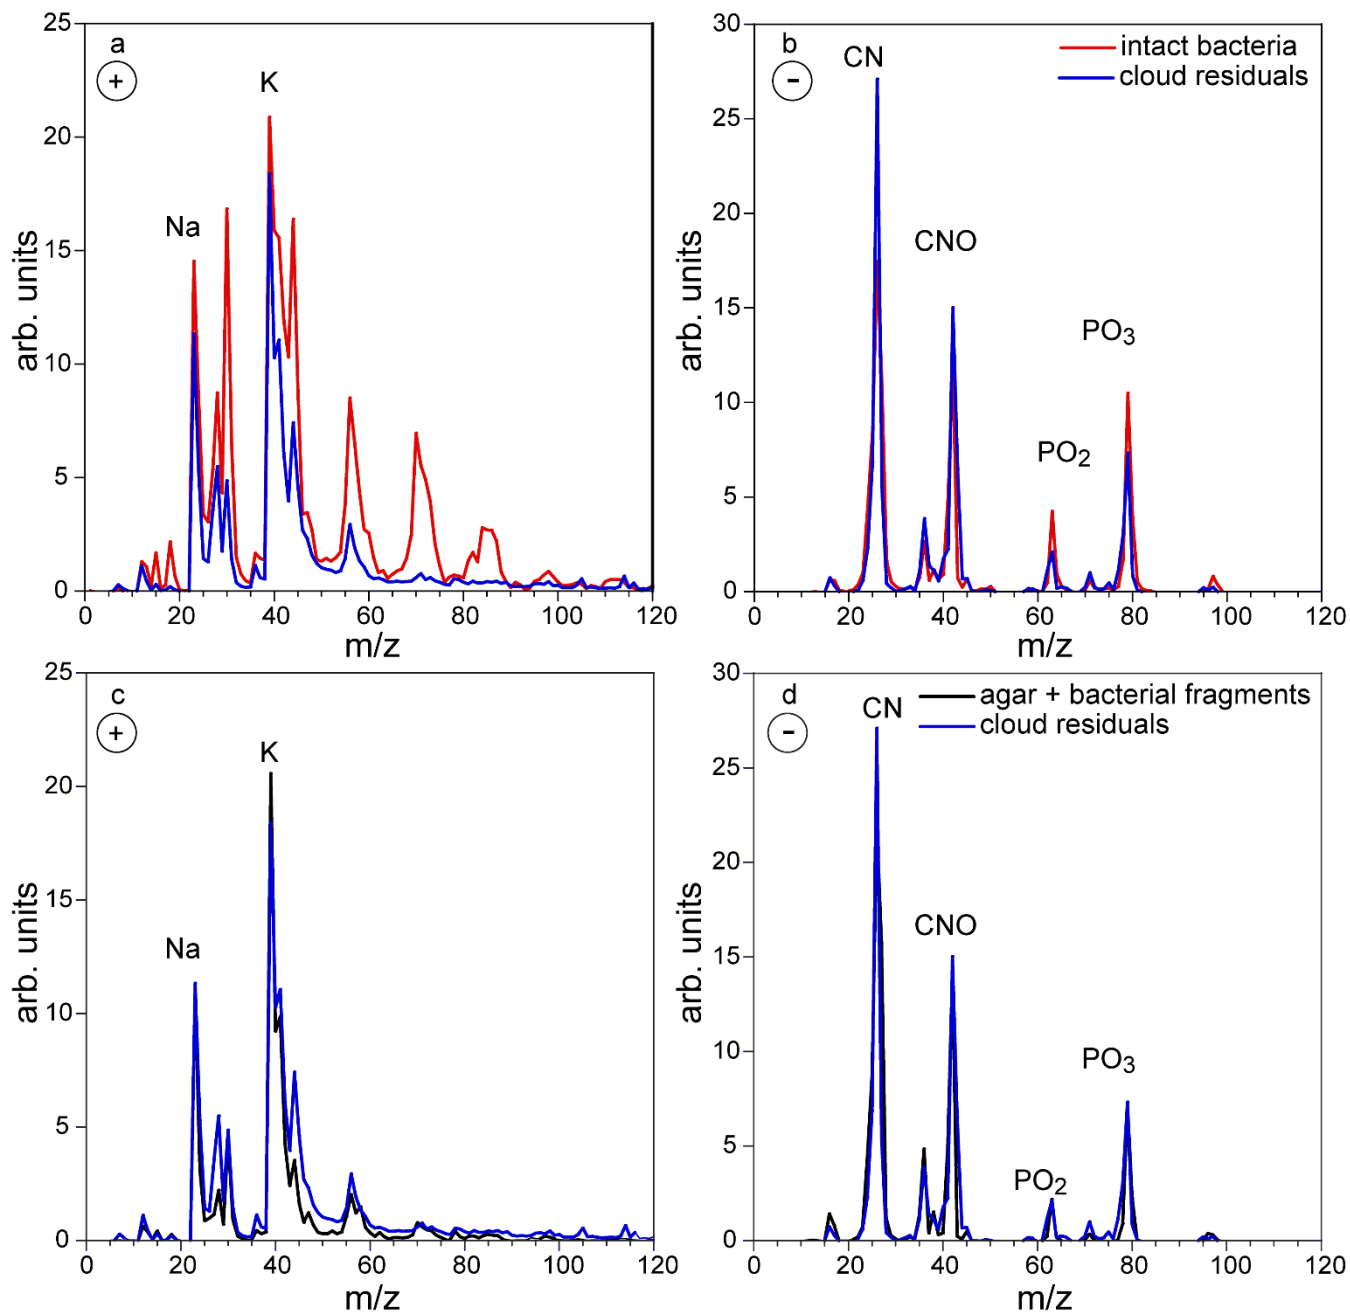 a
+
Na
K
25
20
15
10
5
0
arb. units
0 20 40 60 80 100 120
m/z
b
−
CN
CNO
PO2
PO3
intact bacteria
cloud residuals
30
25
20
15
10
5
0
arb. units
0 20 40 60 80 100 120
m/z
c
+
Na
K
25
20
15
10
5
0
arb. units
0 20 40 60 80 100 120
m/z
d
−
CN
CNO
PO2
PO3
agar + bacterial fragments
cloud residuals
30
25
20
15
10
5
0
arb. units
0 20 40 60 80 100 120
m/z